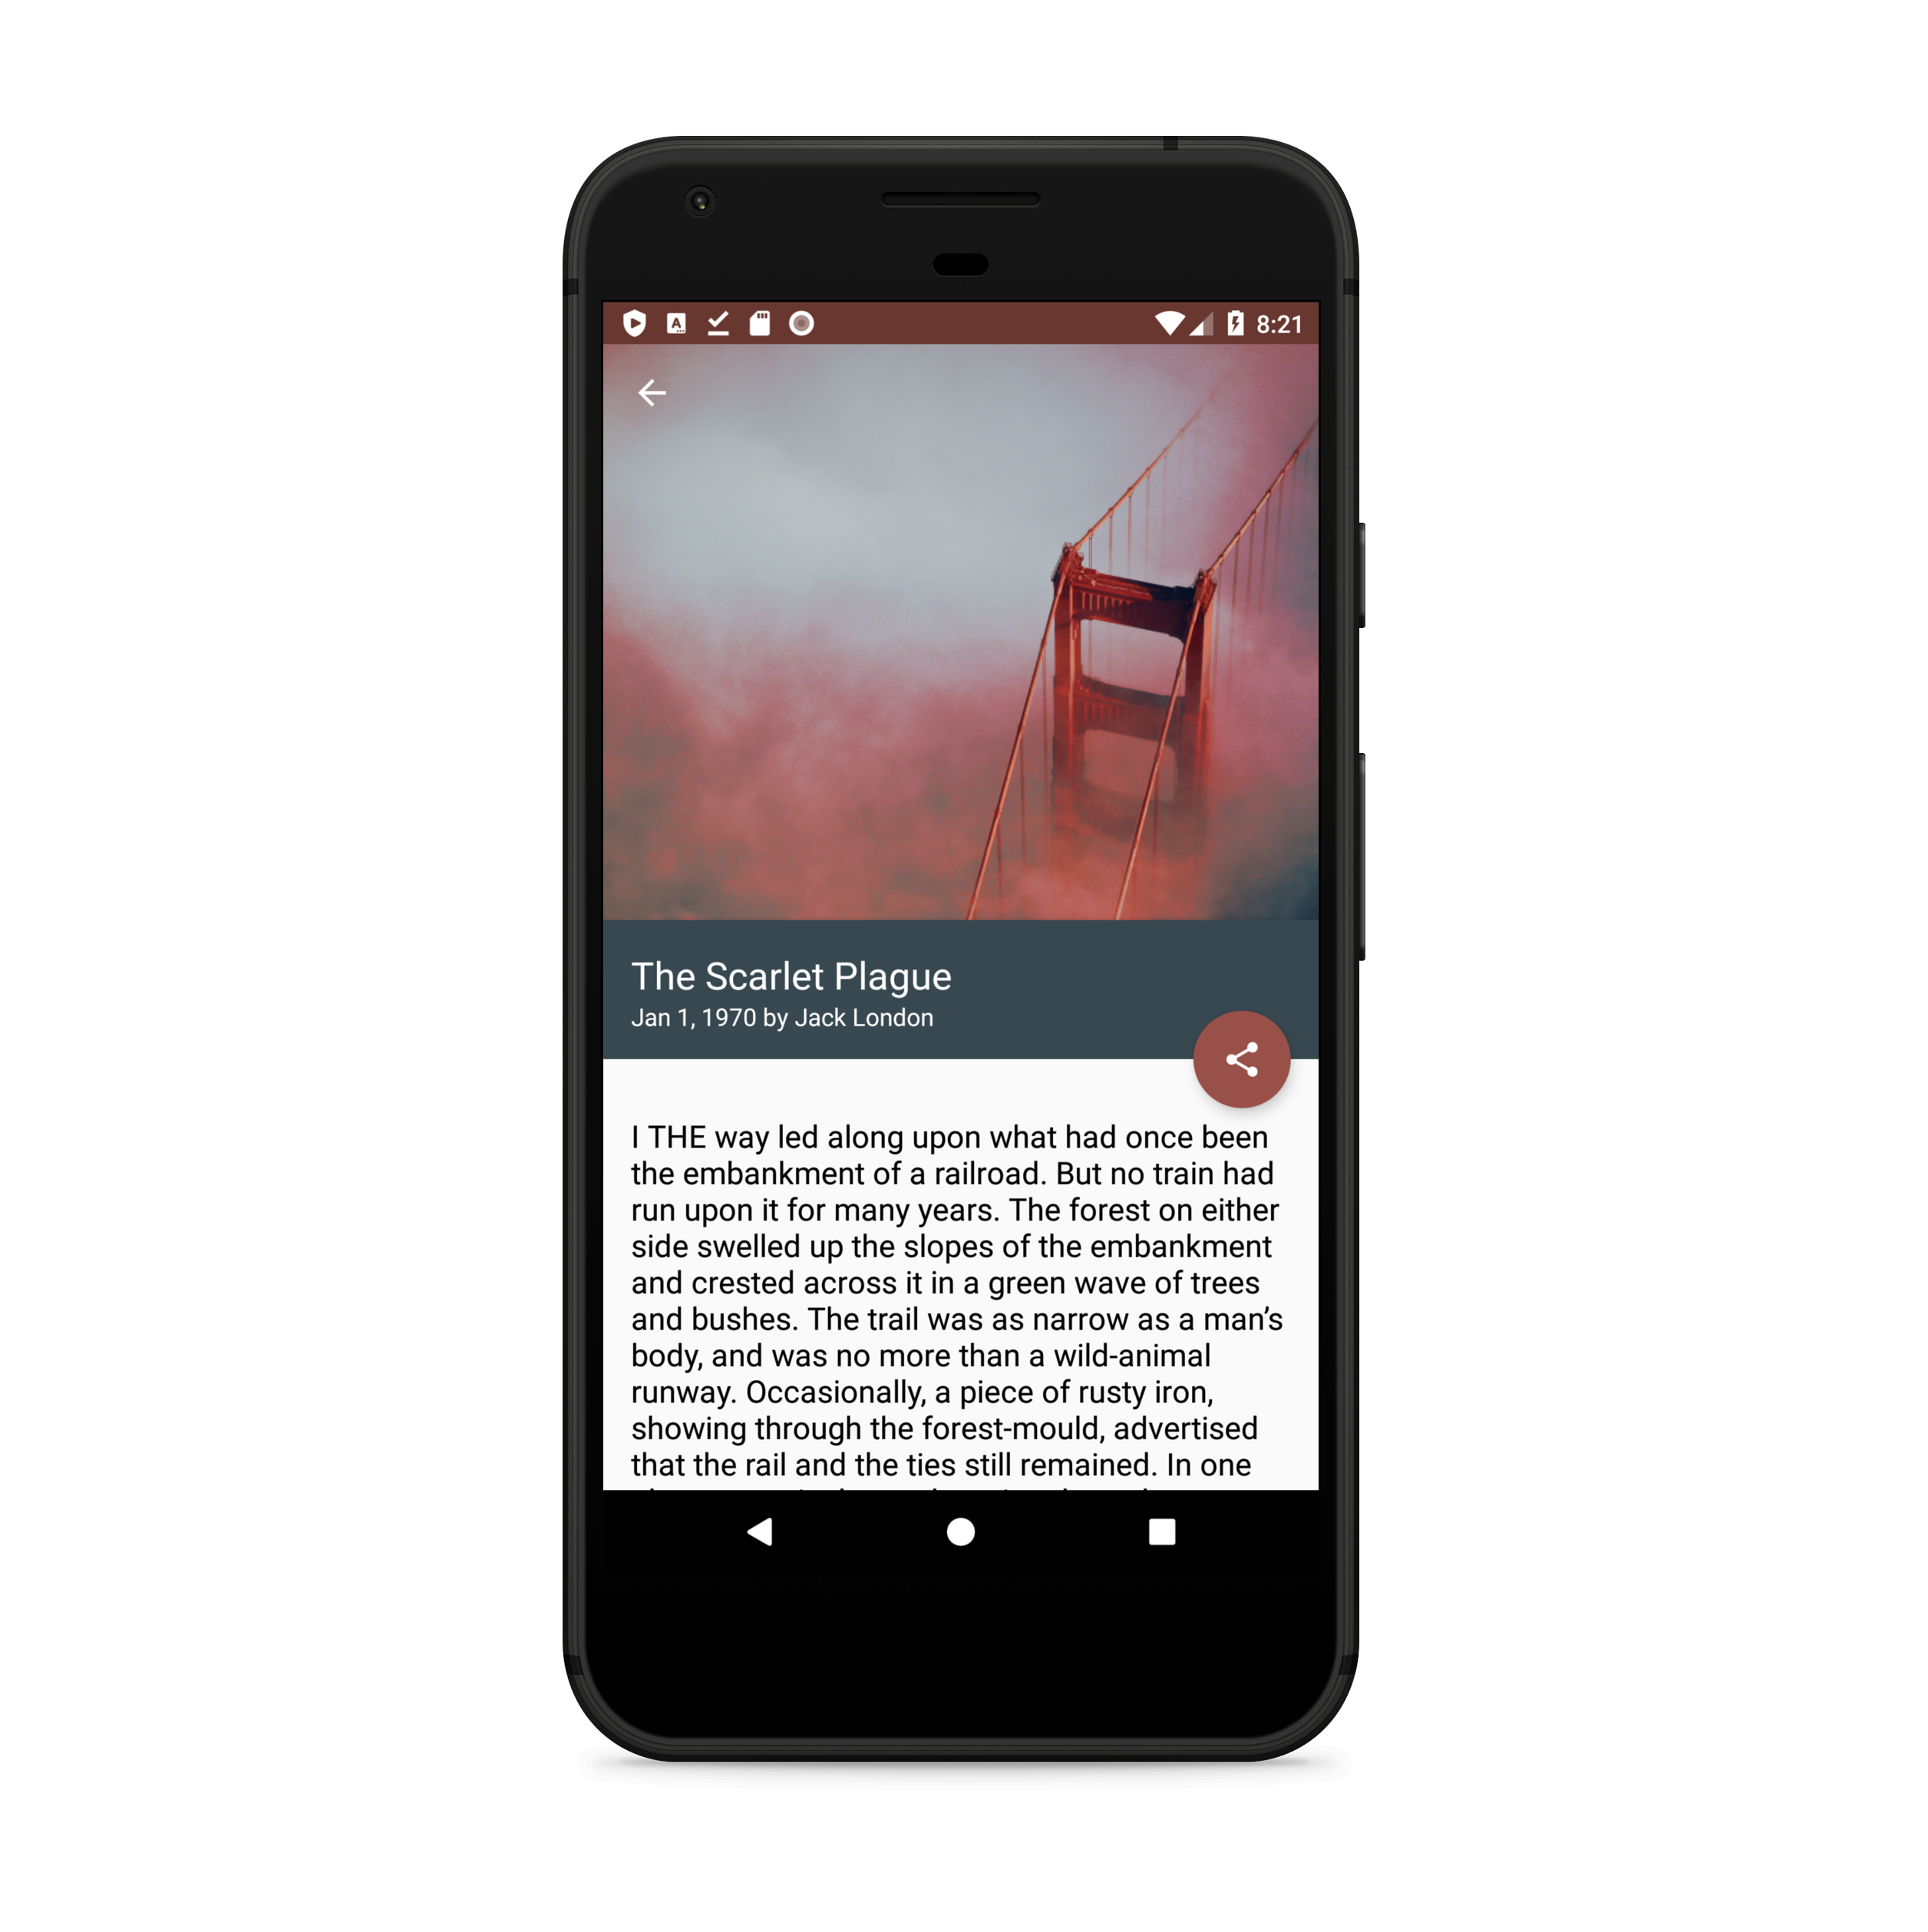 8:21
The Scarlet Plague
Jan 1, 1970 by Jack London
I THE way led along upon what had once been
the embankment of a railroad. But no train had
run upon it for many years. The forest on either
side swelled up the slopes of the embankment
and crested across it in a green wave of trees
and bushes. The trail was as narrow as a man’s
body, and was no more than a wild-animal
runway. Occasionally, a piece of rusty iron,
showing through the forest-mould, advertised
that the rail and the ties still remained. In one